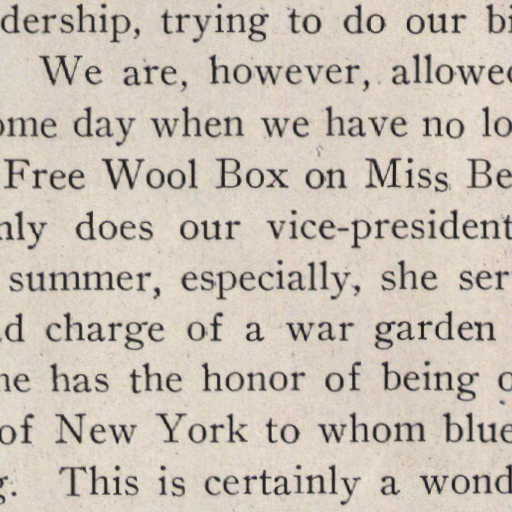 dership, trying to do our bi
We are, however, allowed
ome day when we have no lo
Free Wool Box on Miss Be
nly does our vice-president
summer, especially, she ser
d charge of a war garden
he has the honor of being o
of New York to whom blue
g. This is certainly a wond